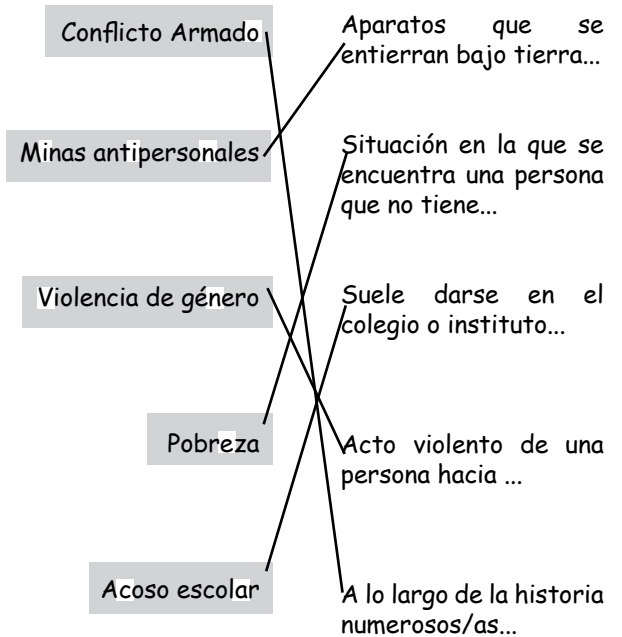 Conflicto Armado
Minas antipersonales
Violencia de género
Pobreza
Acoso escolar
Aparatos que se
entierran bajo tierra...
Situación en la que se
encuentra una persona
que no tiene...
Suele darse en el
colegio o instituto...
Acto violento de una
persona hacia ...
A lo largo de la historia
numerosos/as...